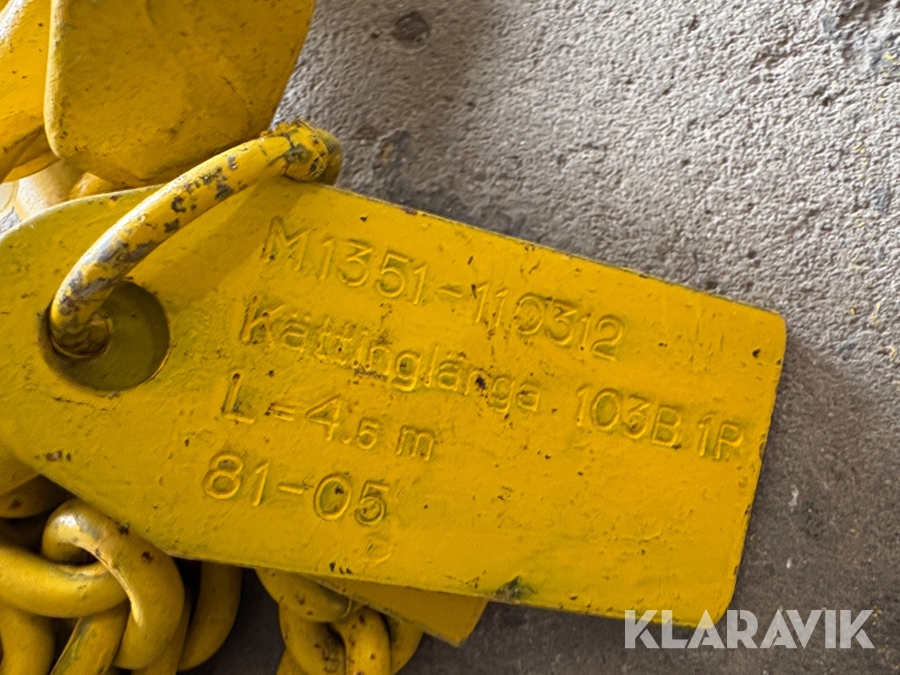 M1351-110312
Kättinglänga 103B 1P
L=4.5 m
81-05
KLARAVIK